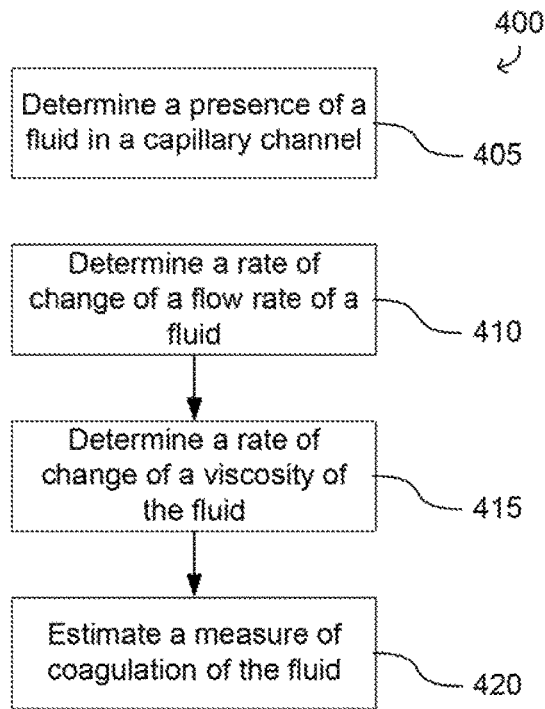 400
Determine a presence of a
fluid in a capillary channel
405
Determine a rate of
change of a flow rate of a
fluid
410
Determine a rate of
change of a viscosity of
the fluid
415
Estimate a measure of
coagulation of the fluid
420